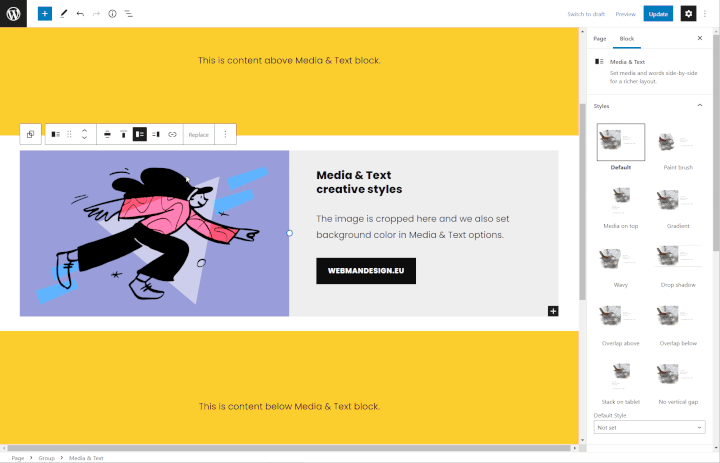 Switch to draft
Preview
Update
Page
Block
Media & Text
Set media and words side-by-side
for a richer layout.
Styles
Default
Paint brush
Media on top
Gradient
Wavy
Drop shadow
Overlap above
Overlap below
Stack on tablet
No vertical gap
Default Style
Not set
This is content above Media & Text block.
Replace
Media & Text
creative styles
The image is cropped here and we also set
background color in Media & Text options.
WEBMANDESIGN.EU
This is content below Media & Text block.
Page
Group
Media & Text